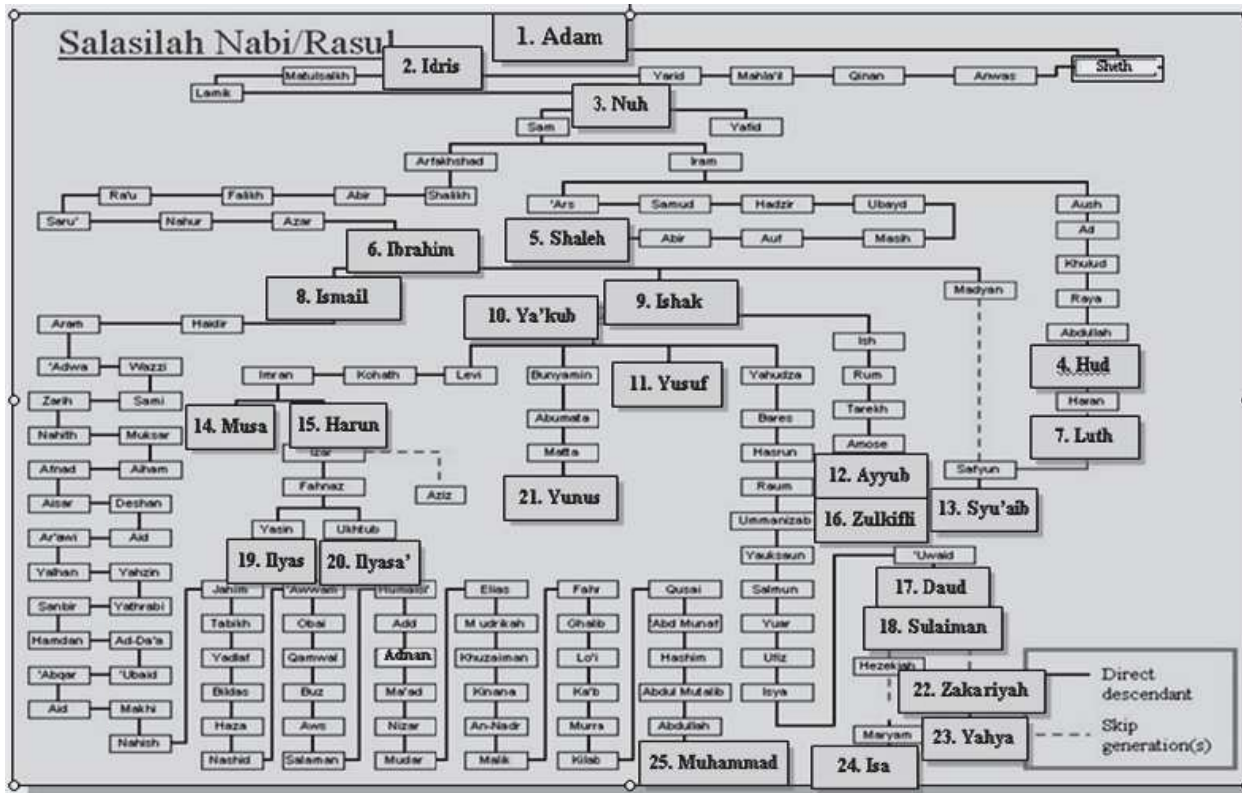 Salasilah Nabi/Rasul
1. Adam
2. Idris
Matulsalkh
Yarid
Mahla'il
Qinan
Anwas
Sheth
Lamik
3. Nuh
Sam
Yafid
Arfakhshad
Iram
Ra'u
Falikh
Abir
Shalikh
'Ars
Samud
Hadzir
Ubayd
Aush
Saru'
Nahur
Azar
5. Shaleh
Abir
Auf
Masih
Ad
6. Ibrahim
Khulud
8. Ismail
9. Ishak
Madyan
Raya
10. Ya'kub
Aram
Haidir
Abdullah
Ish
'Adwa
Wazzi
Imran
Kohath
Levi
Bunyamin
11. Yusuf
Yahudza
Rum
4. Hud
Zarih
Sami
Abumata
Bares
Tarekh
Haran
14. Musa
15. Harun
Nahith
Muksar
Matta
Hasrun
Amose
7. Luth
Izar
Afnad
Alham
Fahnaz
Aziz
21. Yunus
Raum
12. Ayyub
Safyun
Aisar
Deshan
Yasin
Ukhtub
Ummanizab
16. Zulkifli
13. Syu'aib
Ar'awi
Aid
19. Ilyas
20. Ilyasa'
Yauksaun
'Uwaid
Yalhan
Yahzin
Jahim
'Awwam
Humaisi'
Elias
Fahr
Qusai
Salmun
17. Daud
Sanbir
Yathrabi
Tabikh
Obai
Add
Mudrikah
Ghalib
'Abd Munaf
Yuar
18. Sulaiman
Hamdan
Ad-Da'a
Yadlaf
Qamwal
Adnan
Khuzaiman
Lo'i
Hashim
Ufiz
Hezekiah
'Abqar
'Ubaid
Bildas
Buz
Ma'ad
Kinana
Ka'b
Abdul Mutalib
Isya
22. Zakariyah
Direct
descendant
Aid
Makhi
Haza
Aws
Nizar
An-Nadr
Murra
Abdullah
Maryam
23. Yahya
Skip
generation(s)
Nahish
Nashid
Salaman
Mudar
Malik
Kilab
25. Muhammad
24. Isa